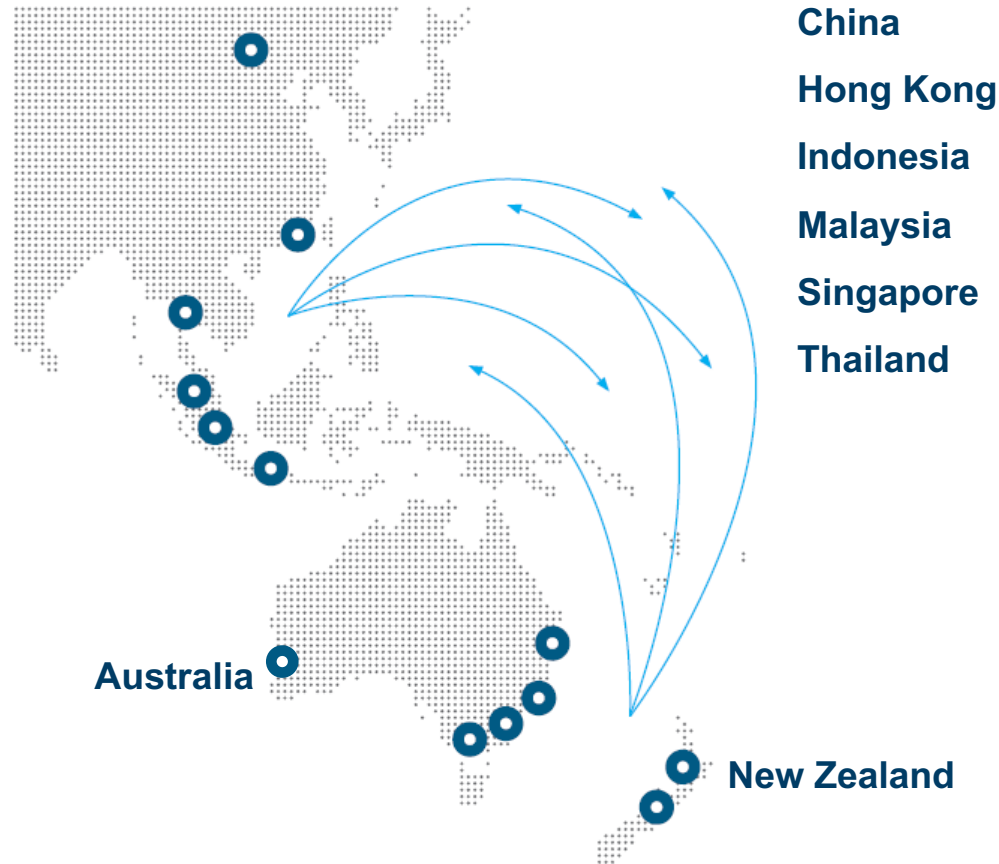 China
Hong Kong
Indonesia
Malaysia
Singapore
Thailand
Australia
New Zealand